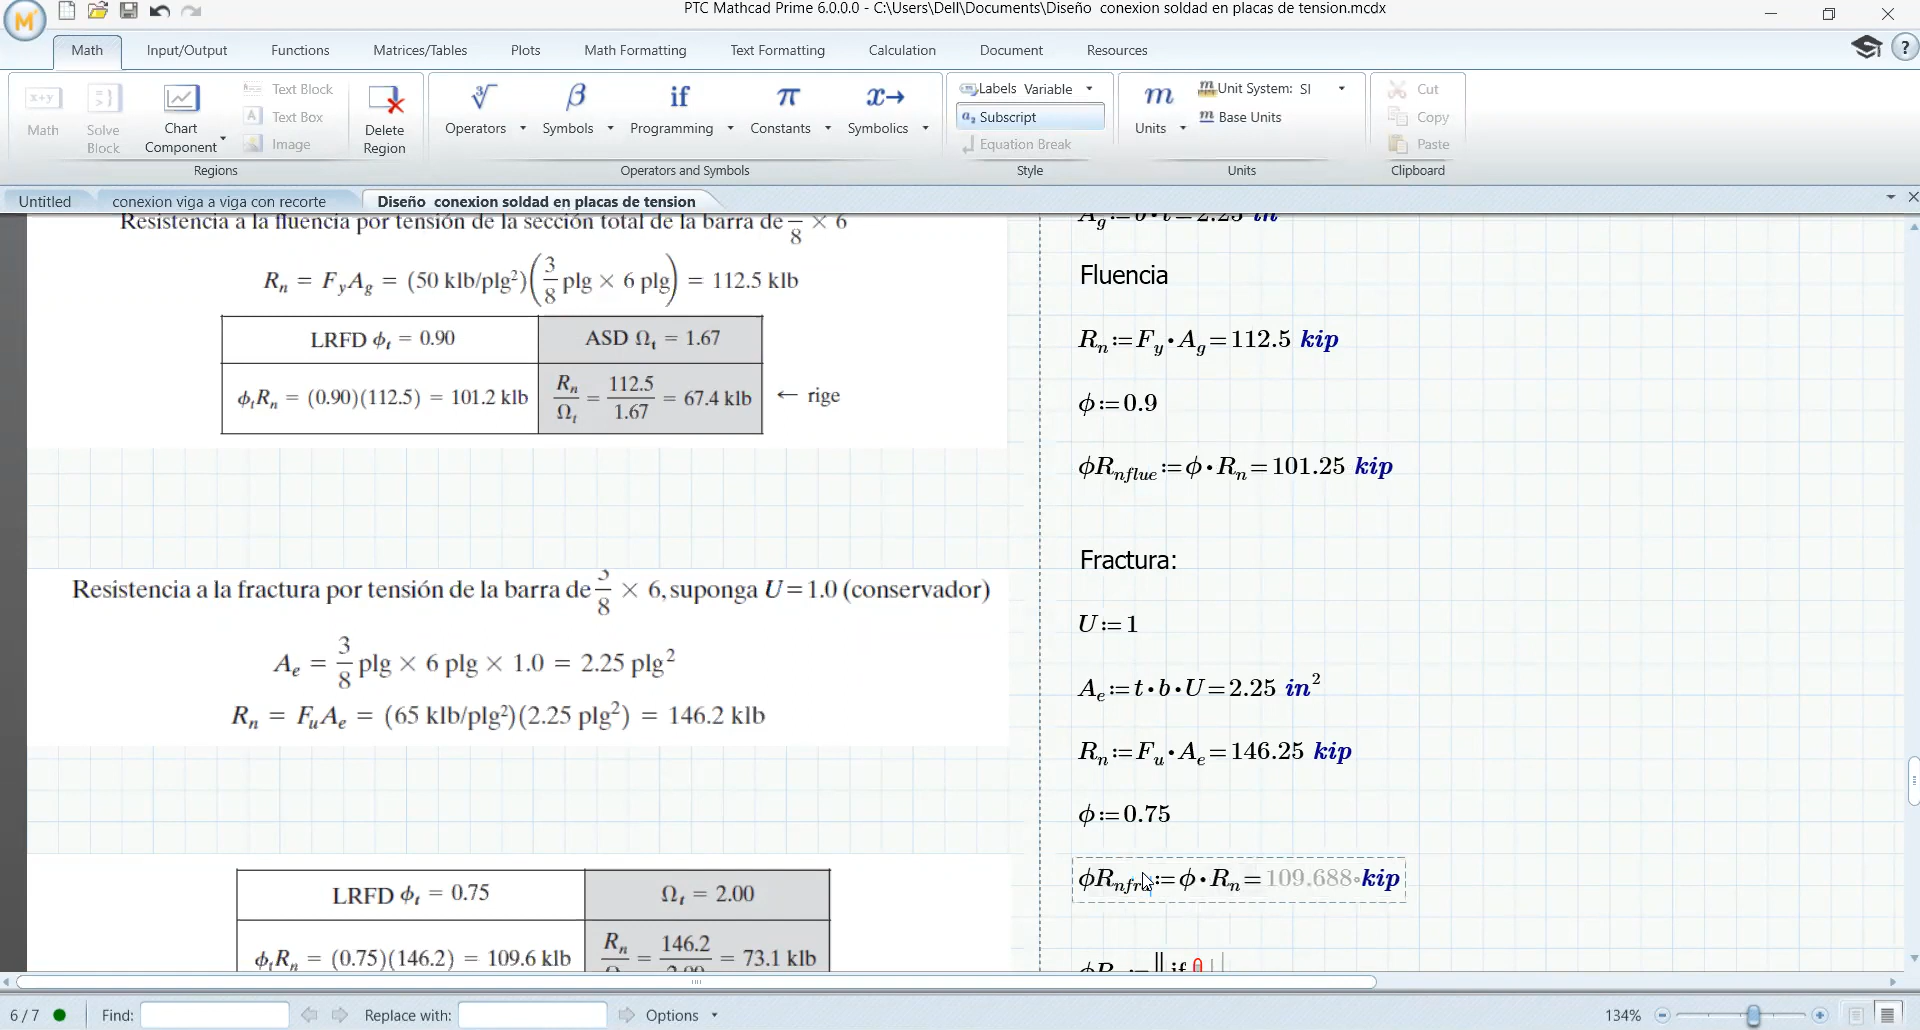 PTC Mathcad Prime 6.0.0.0 - C:\Users\Dell\Documents\Diseño conexion soldad en placas de tension.mcdx
Math Input/Output Functions Matrices/Tables Plots Math Formatting Text Formatting Calculation Document Resources
Math
Solve Block
Chart Component
Text Block
Text Box
Image
Delete Region
Regions
Operators
Symbols
if Programming
π Constants
Symbolics
Operators and Symbols
Labels Variable
Subscript
Equation Break
Style
m Units
Unit System: SI
Base Units
Units
Cut
Copy
Paste
Clipboard
Untitled conexion viga a viga con recorte Diseño conexion soldad en placas de tension
Resistencia a la fluencia por tensión de la sección total de la barra de –/8 × 6
Rn = FyAg = (50 klb/plg²)(3/8 plg × 6 plg) = 112.5 klb
LRFD ϕt = 0.90 ASD Ωt = 1.67
ϕtRn = (0.90)(112.5) = 101.2 klb Rn/Ωt = 112.5/1.67 = 67.4 klb ← rige
Resistencia a la fractura por tensión de la barra de 3/8 × 6, suponga U = 1.0 (conservador)
Ae = 3/8 plg × 6 plg × 1.0 = 2.25 plg²
Rn = FuAe = (65 klb/plg²)(2.25 plg²) = 146.2 klb
LRFD ϕt = 0.75 Ωt = 2.00
ϕtRn = (0.75)(146.2) = 109.6 klb Rn/Ω = 146.2/2.00 = 73.1 klb
Ag:=b·t=2.25 in
Fluencia
Rn:=Fy·Ag=112.5 kip
ϕ:=0.9
ϕRnflue:=ϕ·Rn=101.25 kip
Fractura:
U:=1
Ae:=t·b·U=2.25 in²
Rn:=Fu·Ae=146.25 kip
ϕ:=0.75
ϕRnfr:=ϕ·Rn=109.688·kip
ϕR :=‖ if
6 / 7 Find: Replace with: Options 134%